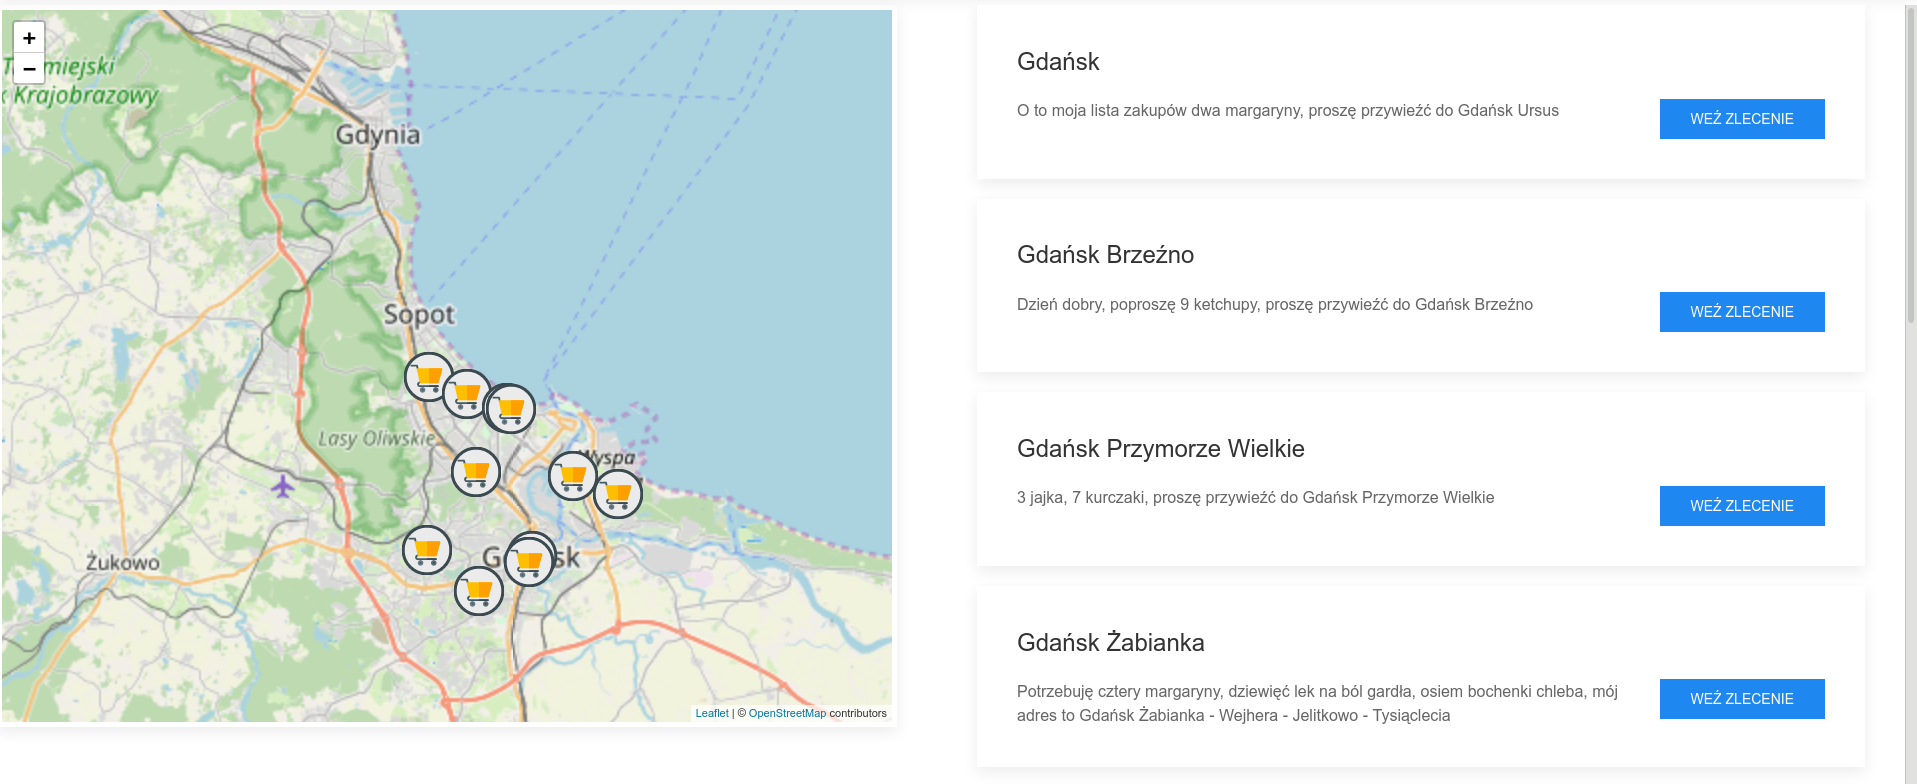 +
−
miejski
Krajobrazowy
Gdynia
Sopot
Lasy Oliwskie
Wyspa
Żukowo
Leaflet | © OpenStreetMap contributors
Gdańsk
O to moja lista zakupów dwa margaryny, proszę przywieźć do Gdańsk Ursus
WEŹ ZLECENIE
Gdańsk Brzeźno
Dzień dobry, poproszę 9 ketchupy, proszę przywieźć do Gdańsk Brzeźno
WEŹ ZLECENIE
Gdańsk Przymorze Wielkie
3 jajka, 7 kurczaki, proszę przywieźć do Gdańsk Przymorze Wielkie
WEŹ ZLECENIE
Gdańsk Żabianka
Potrzebuję cztery margaryny, dziewięć lek na ból gardła, osiem bochenki chleba, mój
adres to Gdańsk Żabianka - Wejhera - Jelitkowo - Tysiąclecia
WEŹ ZLECENIE